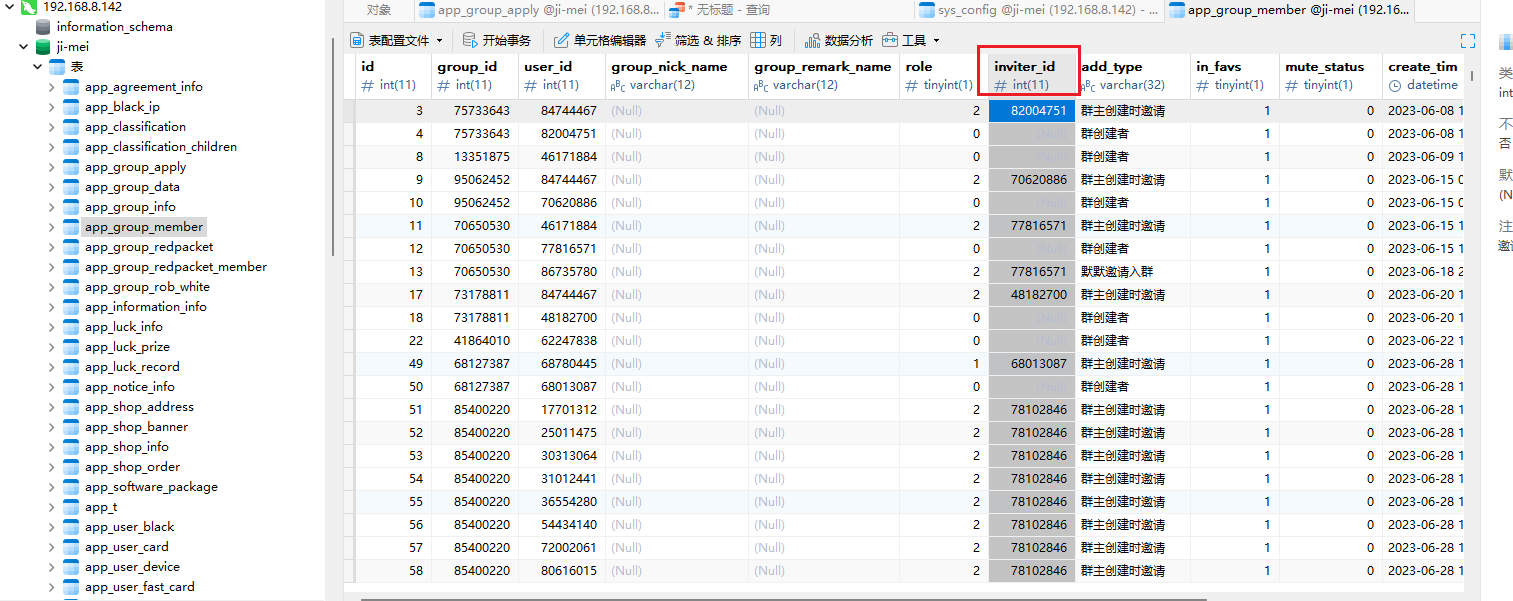 192.168.8.142
information_schema
ji-mei
表
app_agreement_info
app_black_ip
app_classification
app_classification_children
app_group_apply
app_group_data
app_group_info
app_group_member
app_group_redpacket
app_group_redpacket_member
app_group_rob_white
app_information_info
app_luck_info
app_luck_prize
app_luck_record
app_notice_info
app_shop_address
app_shop_banner
app_shop_info
app_shop_order
app_software_package
app_t
app_user_black
app_user_card
app_user_device
app_user_fast_card
对象 app_group_apply @ji-mei (192.168.8... * 无标题 - 查询 sys_config @ji-mei (192.168.8.142) - ... app_group_member @ji-mei (192.16...
表配置文件 开始事务 单元格编辑器 筛选 & 排序 列 数据分析 工具
id group_id user_id group_nick_name group_remark_name role inviter_id add_type in_favs mute_status create_tim
# int(11) # int(11) # int(11) varchar(12) varchar(12) # tinyint(1) # int(11) varchar(32) # tinyint(1) # tinyint(1) datetime
3 75733643 84744467 (Null) (Null) 2 82004751 群主创建时邀请 1 0 2023-06-08 1
4 75733643 82004751 (Null) (Null) 0 (Null) 群创建者 1 0 2023-06-08 1
8 13351875 46171884 (Null) (Null) 0 (Null) 群创建者 1 0 2023-06-09 1
9 95062452 84744467 (Null) (Null) 2 70620886 群主创建时邀请 1 0 2023-06-15 0
10 95062452 70620886 (Null) (Null) 0 (Null) 群创建者 1 0 2023-06-15 0
11 70650530 46171884 (Null) (Null) 2 77816571 群主创建时邀请 1 0 2023-06-15 1
12 70650530 77816571 (Null) (Null) 0 (Null) 群创建者 1 0 2023-06-15 1
13 70650530 86735780 (Null) (Null) 2 77816571 默默邀请入群 1 0 2023-06-18 2
17 73178811 84744467 (Null) (Null) 2 48182700 群主创建时邀请 1 0 2023-06-20 1
18 73178811 48182700 (Null) (Null) 0 (Null) 群创建者 1 0 2023-06-20 1
22 41864010 62247838 (Null) (Null) 0 (Null) 群创建者 1 0 2023-06-22 1
49 68127387 68780445 (Null) (Null) 1 68013087 群主创建时邀请 1 0 2023-06-28 1
50 68127387 68013087 (Null) (Null) 0 (Null) 群创建者 1 0 2023-06-28 1
51 85400220 17701312 (Null) (Null) 2 78102846 群主创建时邀请 1 0 2023-06-28 1
52 85400220 25011475 (Null) (Null) 2 78102846 群主创建时邀请 1 0 2023-06-28 1
53 85400220 30313064 (Null) (Null) 2 78102846 群主创建时邀请 1 0 2023-06-28 1
54 85400220 31012441 (Null) (Null) 2 78102846 群主创建时邀请 1 0 2023-06-28 1
55 85400220 36554280 (Null) (Null) 2 78102846 群主创建时邀请 1 0 2023-06-28 1
56 85400220 54434140 (Null) (Null) 2 78102846 群主创建时邀请 1 0 2023-06-28 1
57 85400220 72002061 (Null) (Null) 2 78102846 群主创建时邀请 1 0 2023-06-28 1
58 85400220 80616015 (Null) (Null) 2 78102846 群主创建时邀请 1 0 2023-06-28 1
类
int
不
否
默
(N
注
邀